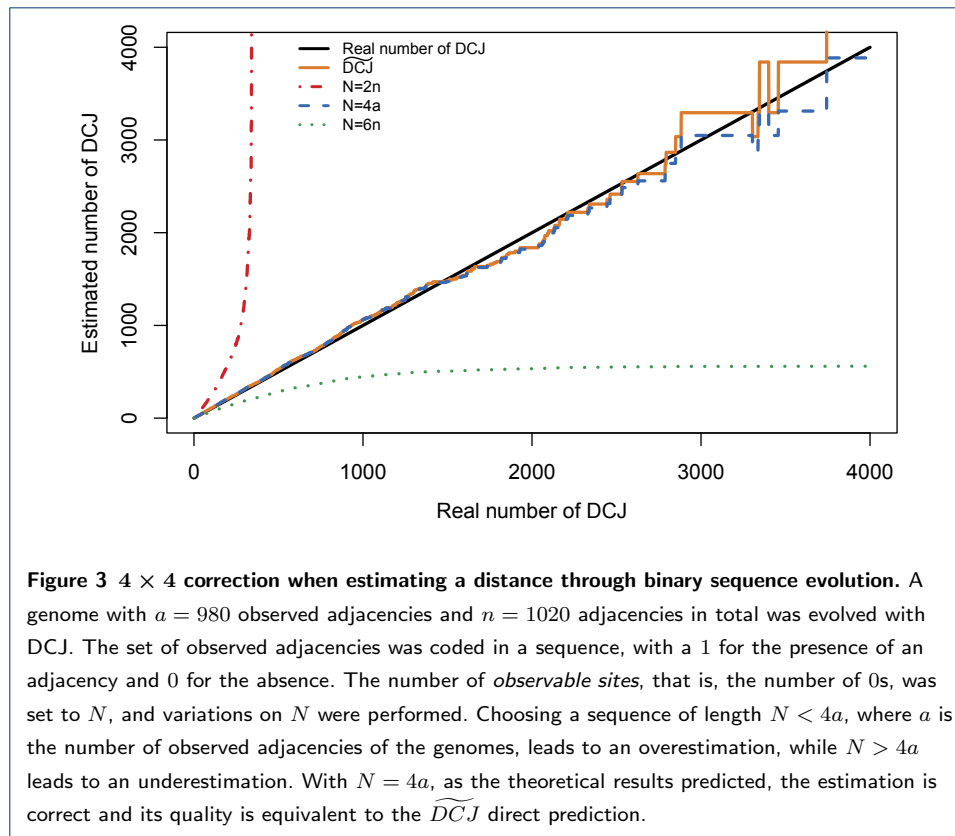 Real number of DCJ
D͠C͠J
N=2n
N=4a
N=6n
Estimated number of DCJ
4000
3000
2000
1000
0
0 1000 2000 3000 4000
Real number of DCJ
Figure 3 4 × 4 correction when estimating a distance through binary sequence evolution. A
genome with a = 980 observed adjacencies and n = 1020 adjacencies in total was evolved with
DCJ. The set of observed adjacencies was coded in a sequence, with a 1 for the presence of an
adjacency and 0 for the absence. The number of observable sites, that is, the number of 0s, was
set to N, and variations on N were performed. Choosing a sequence of length N < 4a, where a is
the number of observed adjacencies of the genomes, leads to an overestimation, while N > 4a
leads to an underestimation. With N = 4a, as the theoretical results predicted, the estimation is
correct and its quality is equivalent to the D͠C͠J direct prediction.